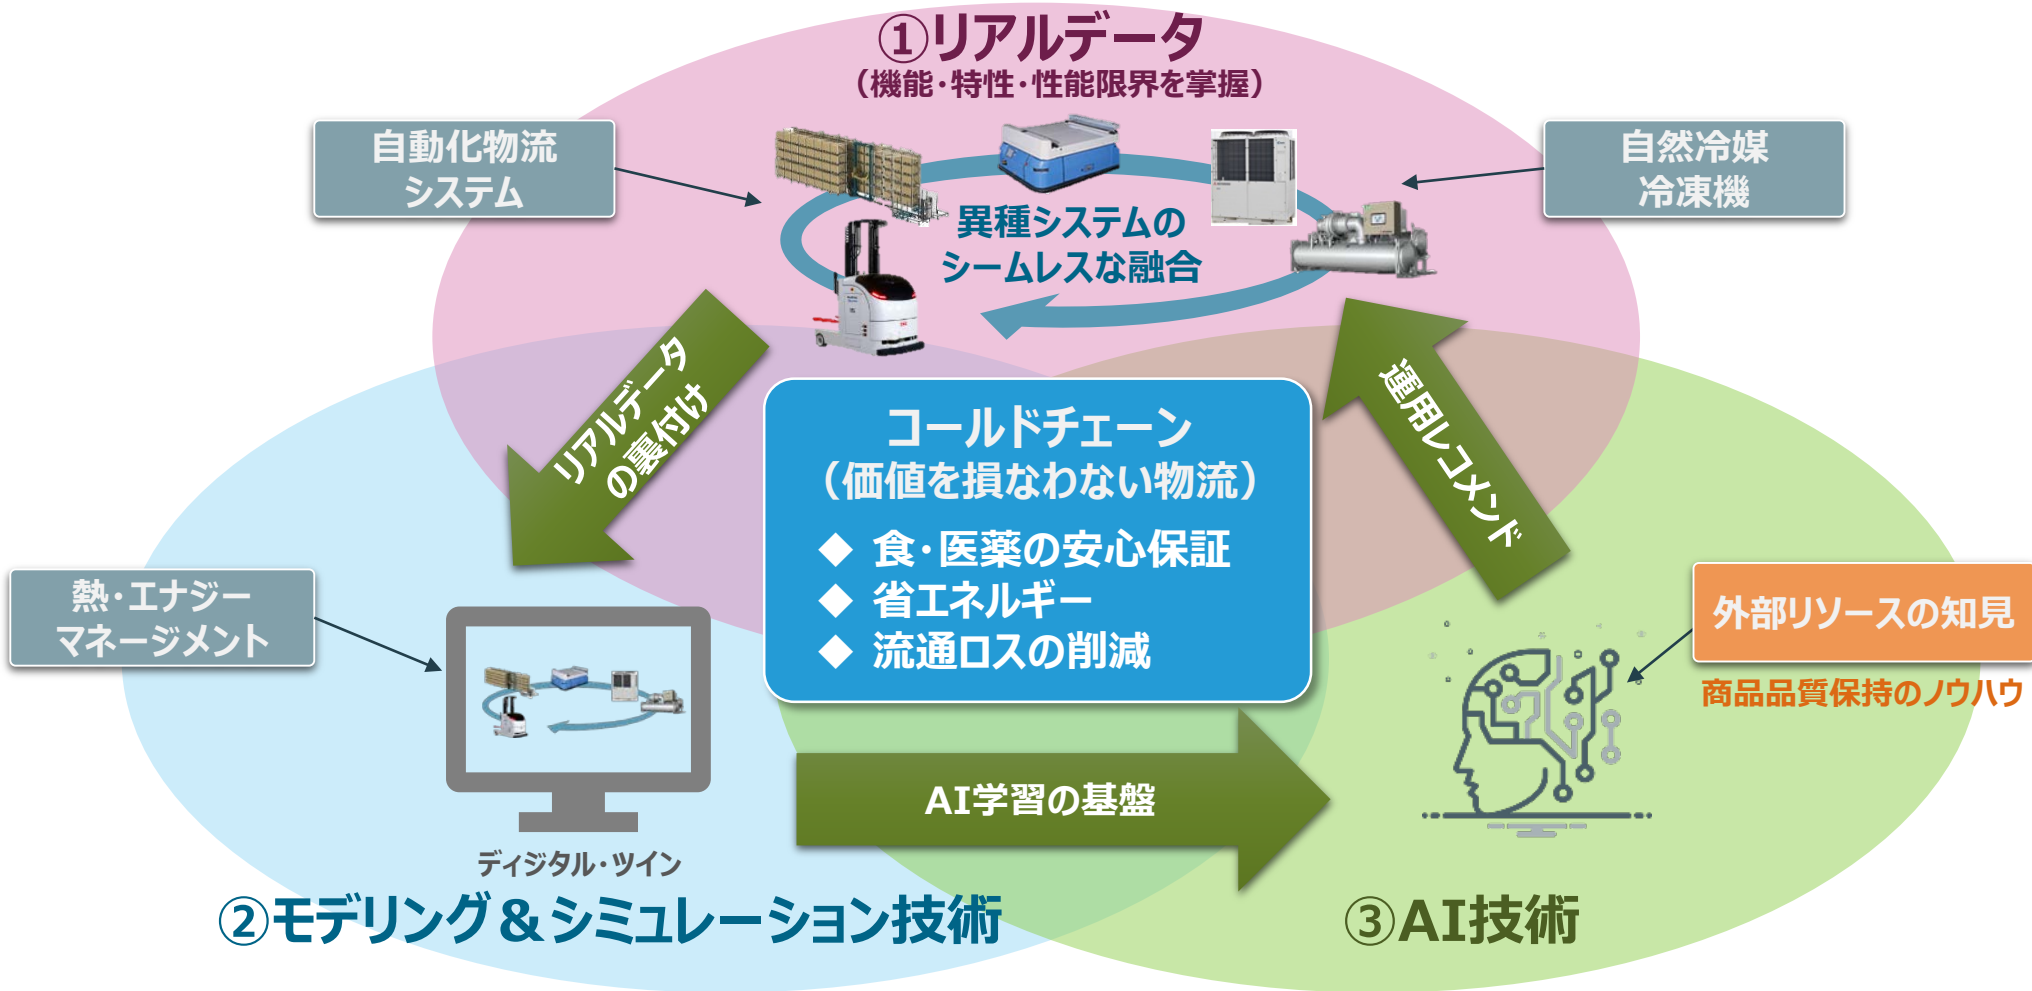 ①リアルデータ
（機能・特性・性能限界を掌握）
自動化物流
システム
自然冷媒
冷凍機
異種システムの
シームレスな融合
リアルデータ
の裏付け
運用レコメンド
コールドチェーン
（価値を損なわない物流）
◆ 食・医薬の安心保証
◆ 省エネルギー
◆ 流通ロスの削減
熱・エナジー
マネージメント
外部リソースの知見
商品品質保持のノウハウ
AI学習の基盤
ディジタル・ツイン
②モデリング＆シミュレーション技術
③AI技術